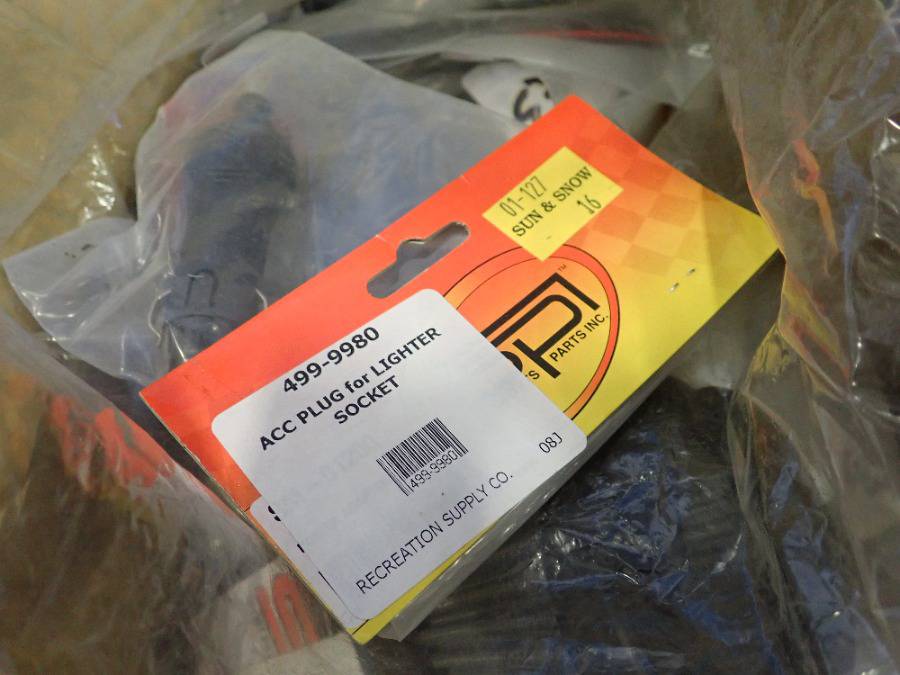 01-127
SUN & SNOW
16
SPI
PARTS INC.
499-9980
ACC PLUG for LIGHTER
SOCKET
499-9980
08J
RECREATION SUPPLY CO.